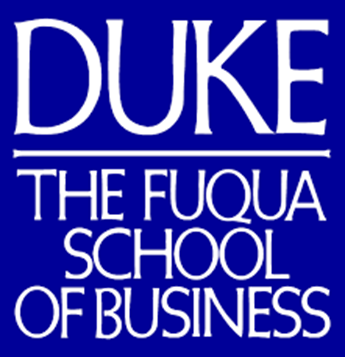 DUKE
THE FUQUA
SCHOOL
OF BUSINESS